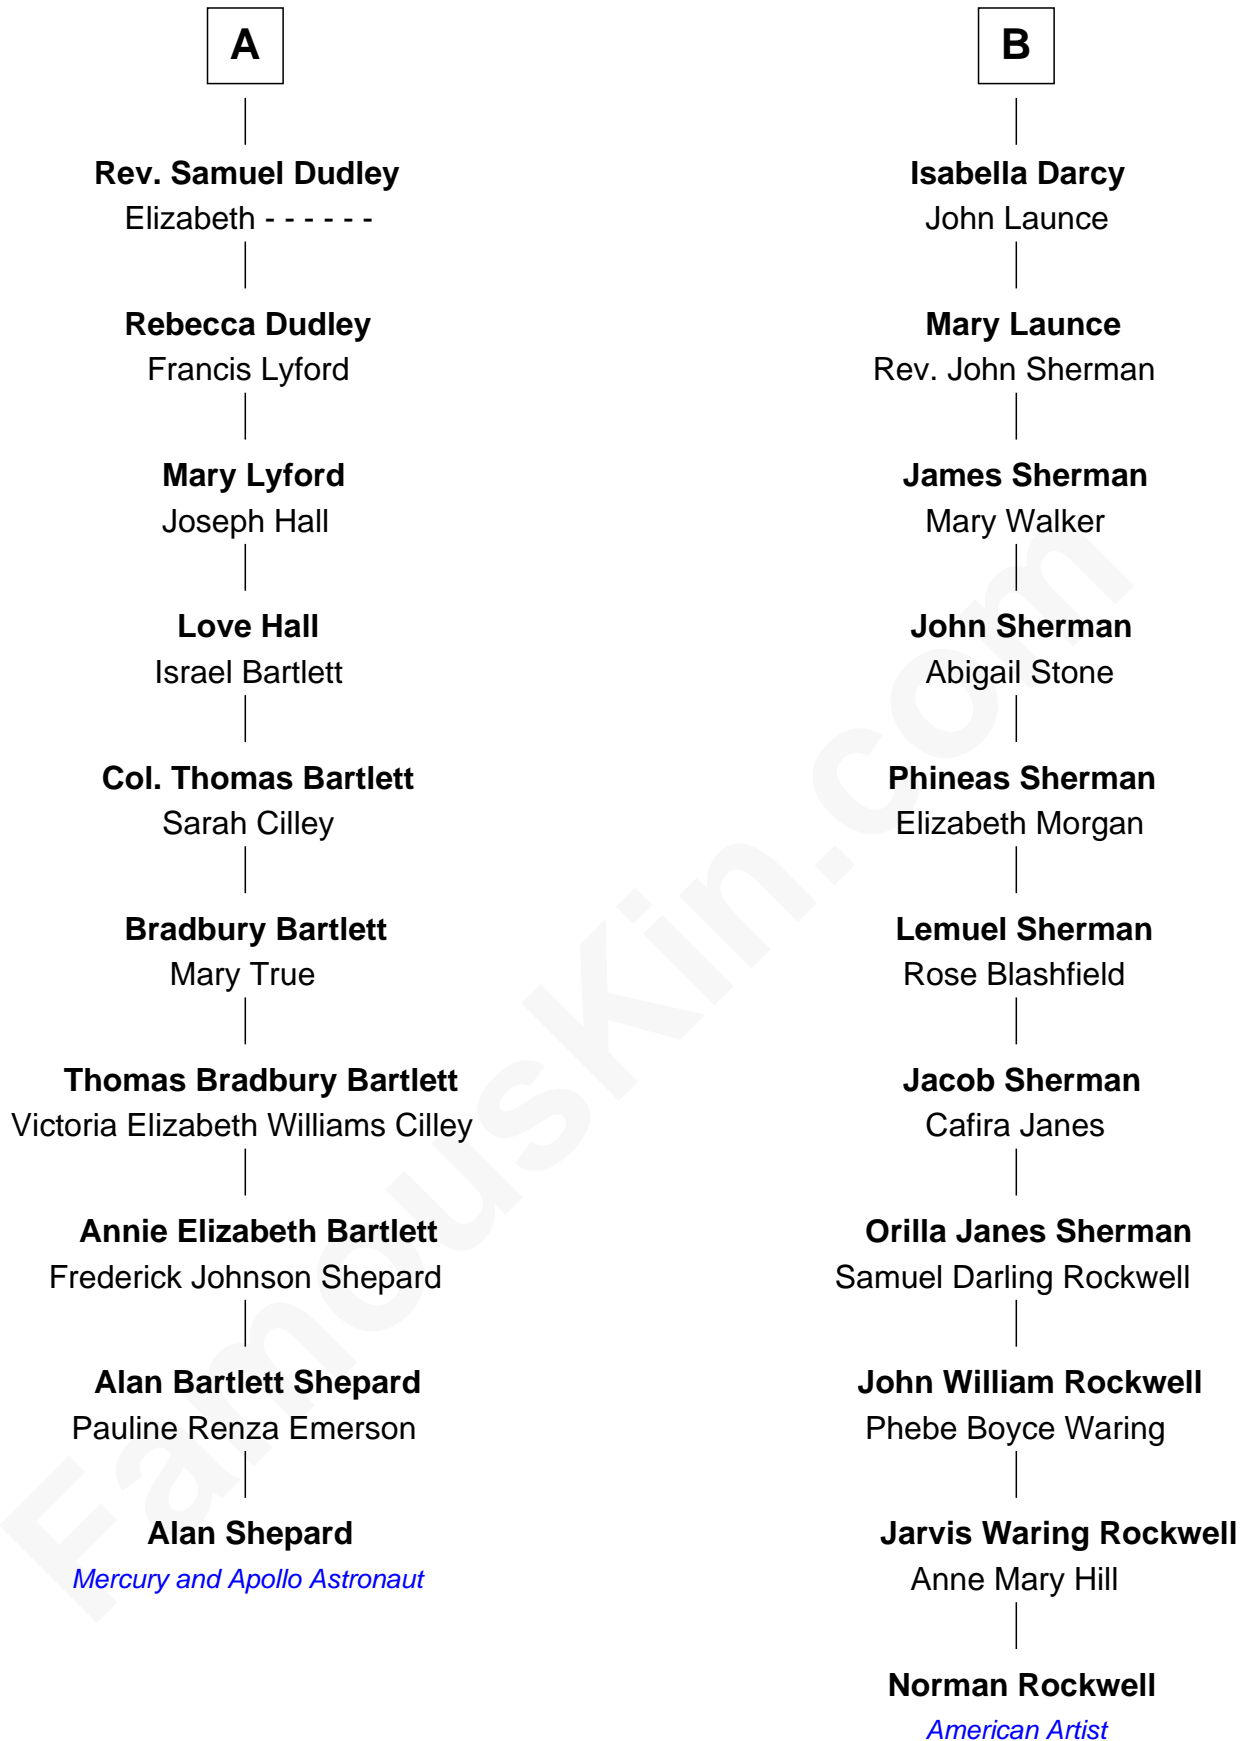 A
Rev. Samuel Dudley
Elizabeth - - - - - -
Rebecca Dudley
Francis Lyford
Mary Lyford
Joseph Hall
Love Hall
Israel Bartlett
Col. Thomas Bartlett
Sarah Cilley
Bradbury Bartlett
Mary True
Thomas Bradbury Bartlett
Victoria Elizabeth Williams Cilley
Annie Elizabeth Bartlett
Frederick Johnson Shepard
Alan Bartlett Shepard
Pauline Renza Emerson
Alan Shepard
Mercury and Apollo Astronaut
B
Isabella Darcy
John Launce
Mary Launce
Rev. John Sherman
James Sherman
Mary Walker
John Sherman
Abigail Stone
Phineas Sherman
Elizabeth Morgan
Lemuel Sherman
Rose Blashfield
Jacob Sherman
Cafira Janes
Orilla Janes Sherman
Samuel Darling Rockwell
John William Rockwell
Phebe Boyce Waring
Jarvis Waring Rockwell
Anne Mary Hill
Norman Rockwell
American Artist
FamousKin.com